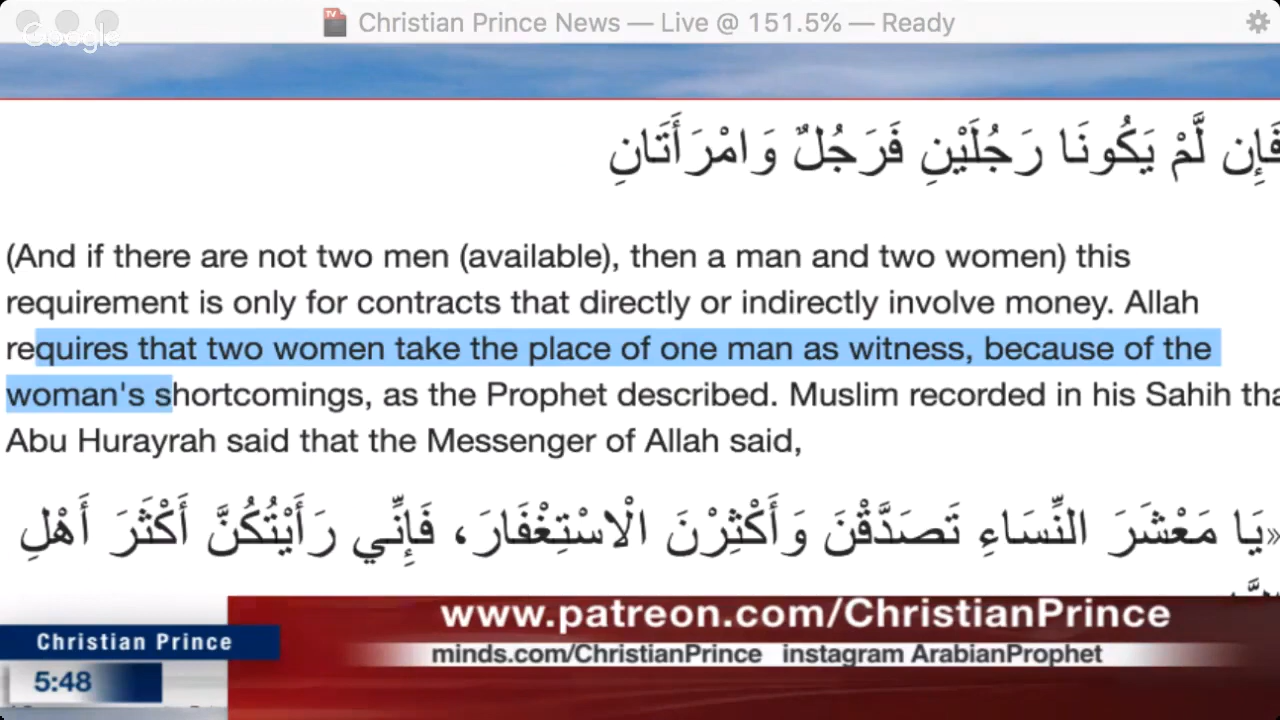 Christian Prince News — Live @ 151.5% — Ready
Google
فَإِن لَّمْ يَكُونَا رَجُلَيْنِ فَرَجُلٌ وَامْرَأَتَانِ
(And if there are not two men (available), then a man and two women) this
requirement is only for contracts that directly or indirectly involve money. Allah
requires that two women take the place of one man as witness, because of the
woman's shortcomings, as the Prophet described. Muslim recorded in his Sahih
Abu Hurayrah said that the Messenger of Allah said,
«يَا مَعْشَرَ النِّسَاءِ تَصَدَّقْنَ وَأَكْثِرْنَ الْاسْتِغْفَارَ، فَإِنِّي رَأَيْتُكُنَّ أَكْثَرَ أَهْلِ
www.patreon.com/ChristianPrince
Christian Prince
minds.com/ChristianPrince instagram ArabianProphet
5:48